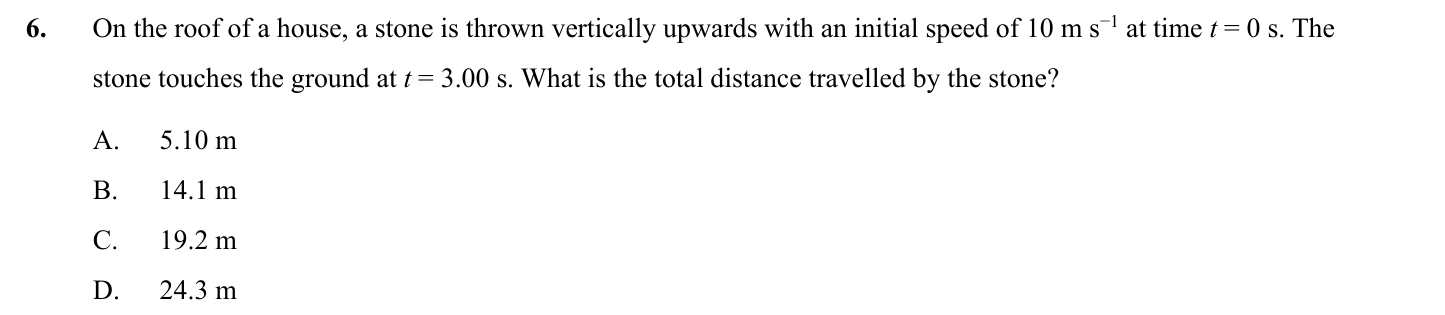 6. On the roof of a house, a stone is thrown vertically upwards with an initial speed of 10 m s⁻¹ at time t = 0 s. The
stone touches the ground at t = 3.00 s. What is the total distance travelled by the stone?
A. 5.10 m
B. 14.1 m
C. 19.2 m
D. 24.3 m